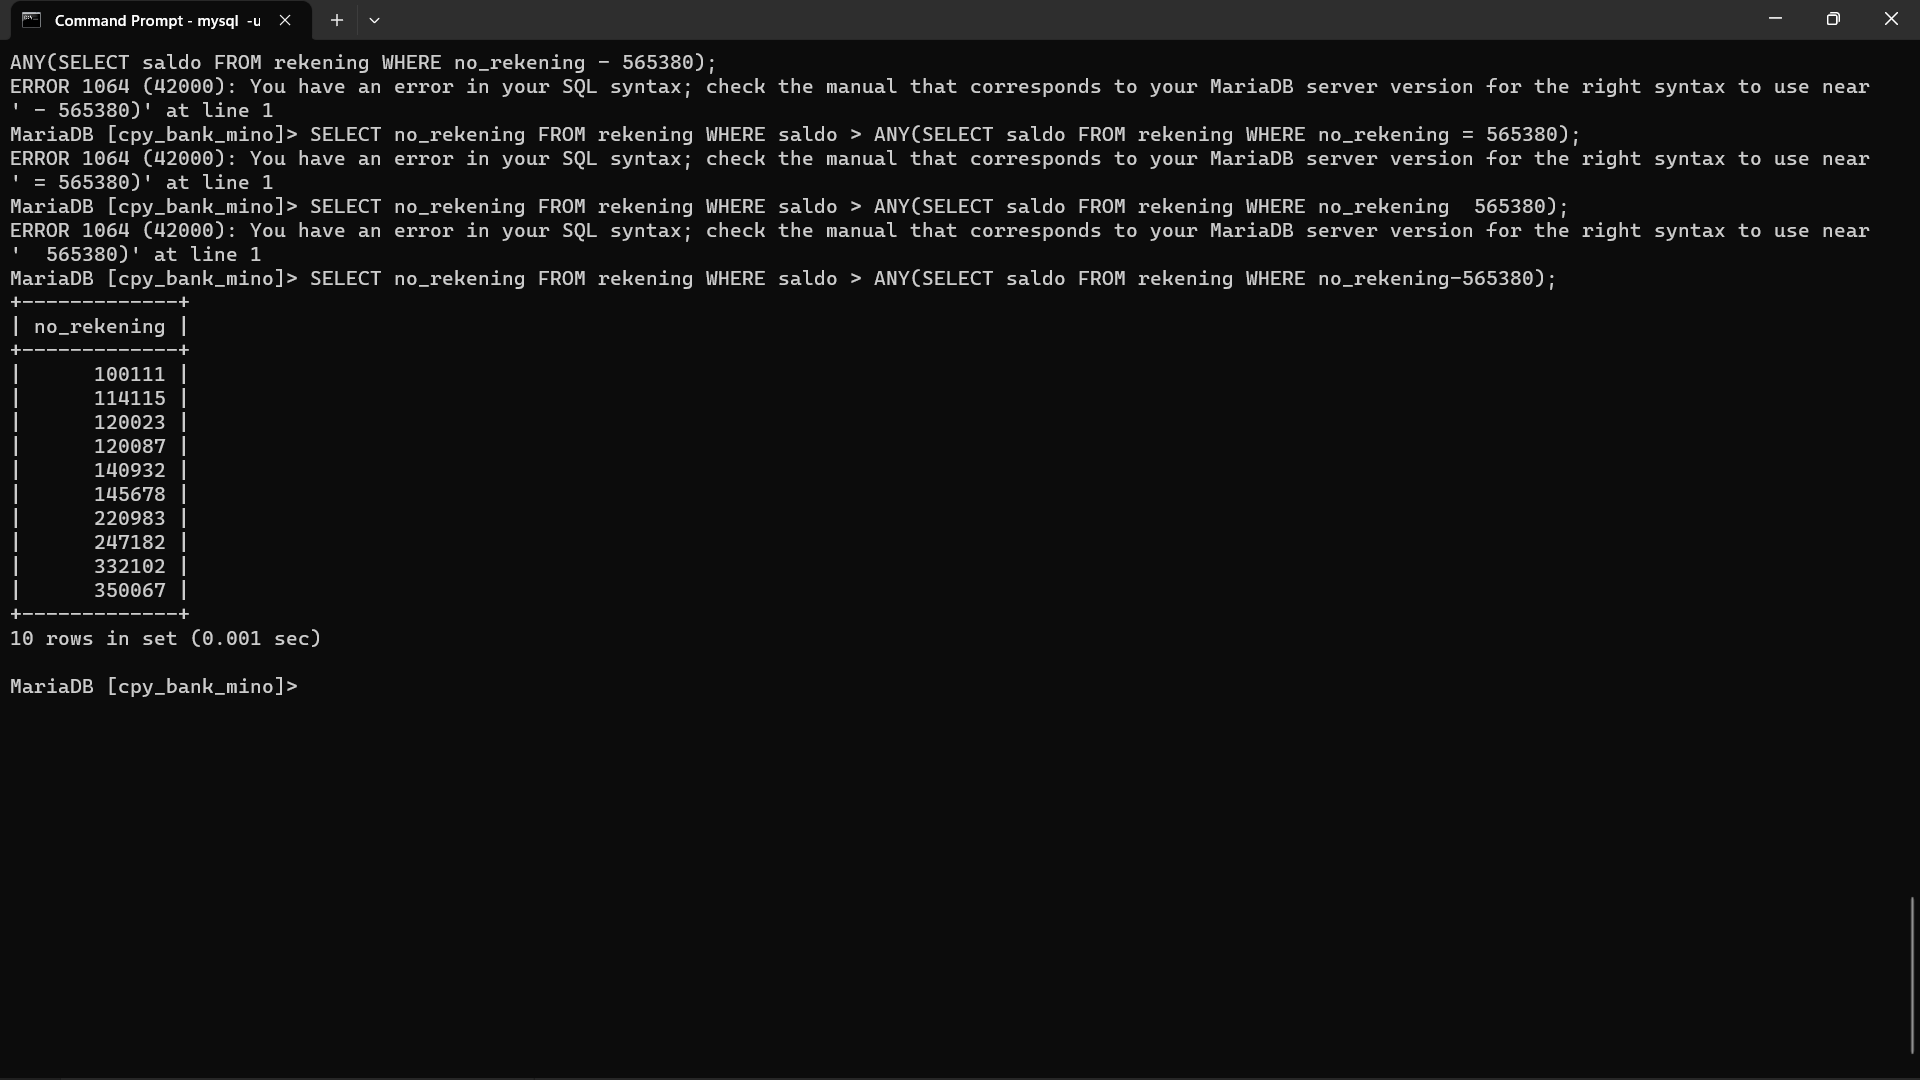 Command Prompt - mysql -u
ANY(SELECT saldo FROM rekening WHERE no_rekening - 565380);
ERROR 1064 (42000): You have an error in your SQL syntax; check the manual that corresponds to your MariaDB server version for the right syntax to use near
' - 565380)' at line 1
MariaDB [cpy_bank_mino]> SELECT no_rekening FROM rekening WHERE saldo > ANY(SELECT saldo FROM rekening WHERE no_rekening = 565380);
ERROR 1064 (42000): You have an error in your SQL syntax; check the manual that corresponds to your MariaDB server version for the right syntax to use near
' = 565380)' at line 1
MariaDB [cpy_bank_mino]> SELECT no_rekening FROM rekening WHERE saldo > ANY(SELECT saldo FROM rekening WHERE no_rekening  565380);
ERROR 1064 (42000): You have an error in your SQL syntax; check the manual that corresponds to your MariaDB server version for the right syntax to use near
'  565380)' at line 1
MariaDB [cpy_bank_mino]> SELECT no_rekening FROM rekening WHERE saldo > ANY(SELECT saldo FROM rekening WHERE no_rekening-565380);
+-------------+
| no_rekening |
+-------------+
|      100111 |
|      114115 |
|      120023 |
|      120087 |
|      140932 |
|      145678 |
|      220983 |
|      247182 |
|      332102 |
|      350067 |
+-------------+
10 rows in set (0.001 sec)
MariaDB [cpy_bank_mino]>